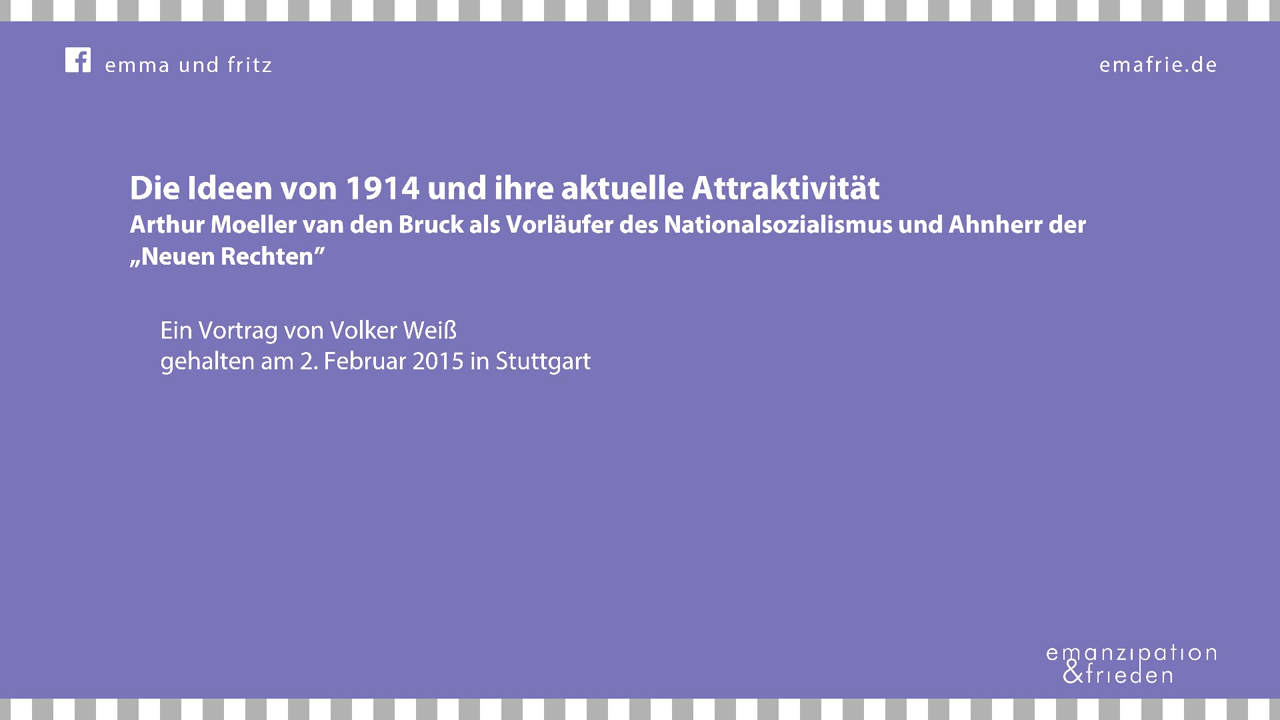 emma und fritz
emafrie.de
Die Ideen von 1914 und ihre aktuelle Attraktivität
Arthur Moeller van den Bruck als Vorläufer des Nationalsozialismus und Ahnherr der
„Neuen Rechten”
Ein Vortrag von Volker Weiß
gehalten am 2. Februar 2015 in Stuttgart
emanzipation
&frieden